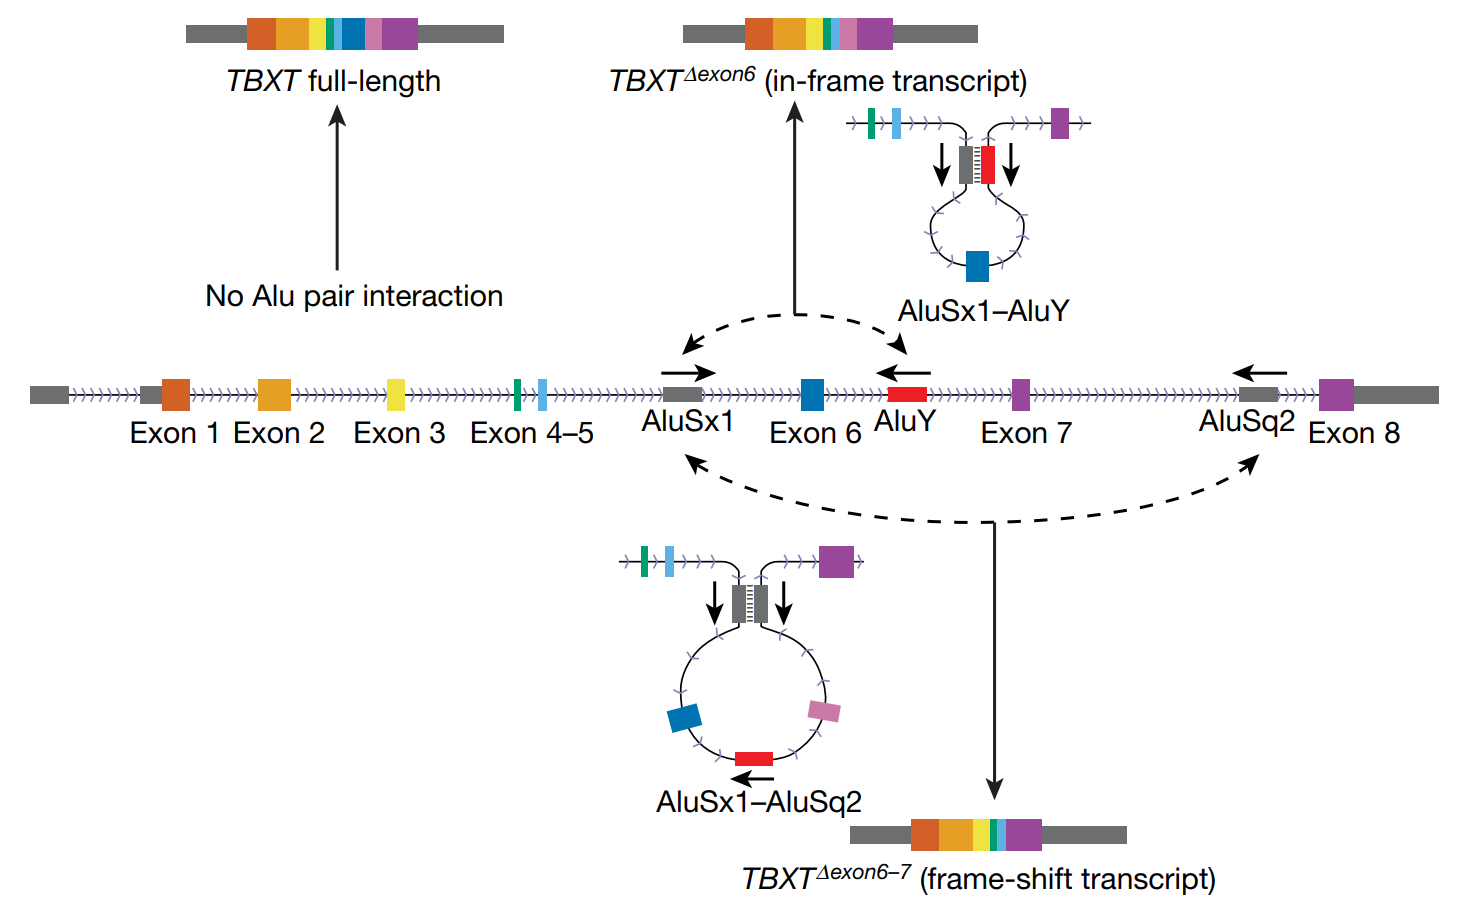 TBXT full-length
TBXTΔexon6 (in-frame transcript)
No Alu pair interaction
AluSx1–AluY
Exon 1 Exon 2 Exon 3 Exon 4–5 AluSx1 Exon 6 AluY Exon 7 AluSq2 Exon 8
AluSx1–AluSq2
TBXTΔexon6–7 (frame-shift transcript)